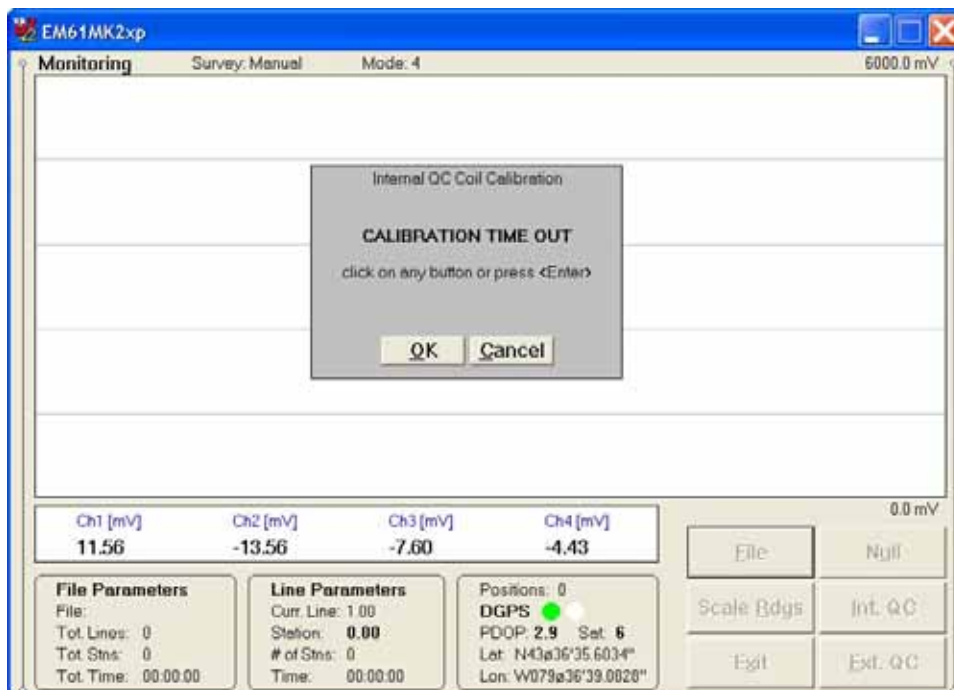 EM61MK2xp
Monitoring Survey: Manual Mode: 4 6000.0 mV
Internal QC Coil Calibration
CALIBRATION TIME OUT
click on any button or press <Enter>
OK Cancel
0.0 mV
Ch1 [mV] Ch2 [mV] Ch3 [mV] Ch4 [mV]
11.56 -13.56 -7.60 -4.43
File Null
Scale Rdgs Int. QC
Exit Ext. QC
File Parameters
File:
Tot. Lines: 0
Tot. Stns: 0
Tot. Time: 00:00:00
Line Parameters
Curr. Line: 1.00
Station: 0.00
# of Stns: 0
Time: 00:00:00
Positions: 0
DGPS
PDOP: 2.9 Sat: 6
Lat: N43ø36'35.6034"
Lon: W079ø36'39.0828"